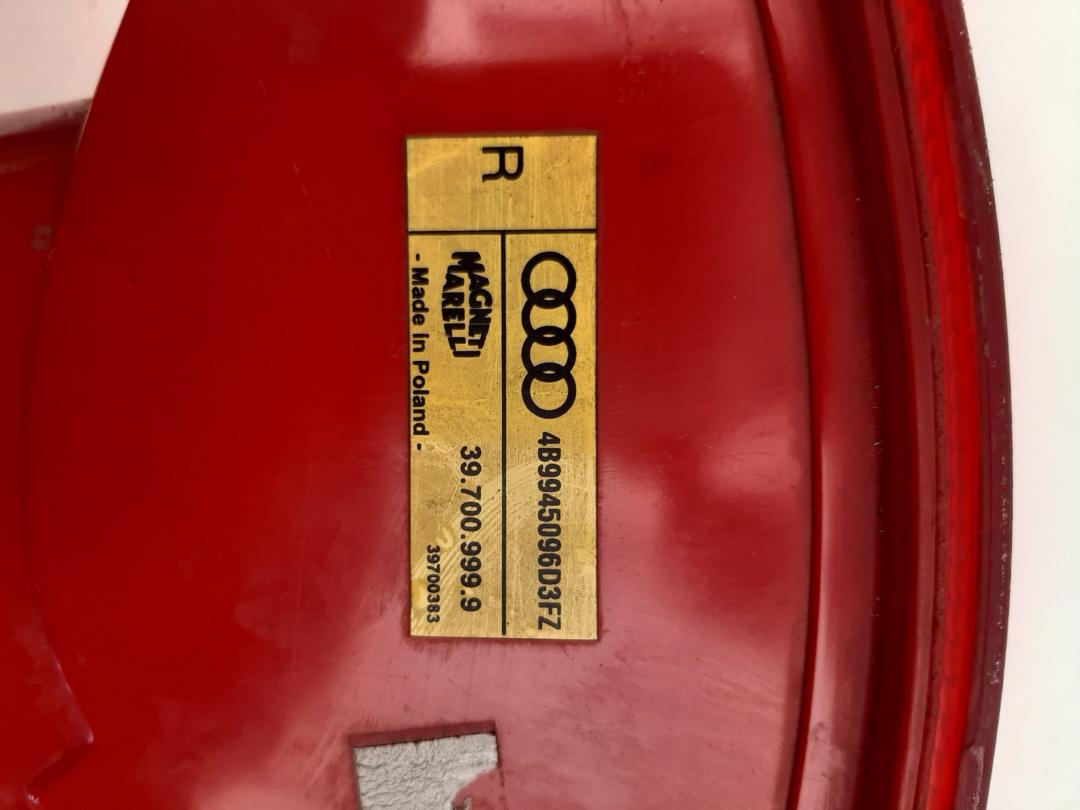 R
4B9945096D3FZ
MAGNETI
MARELLI
39.700.999.9
- Made in Poland -
39700383